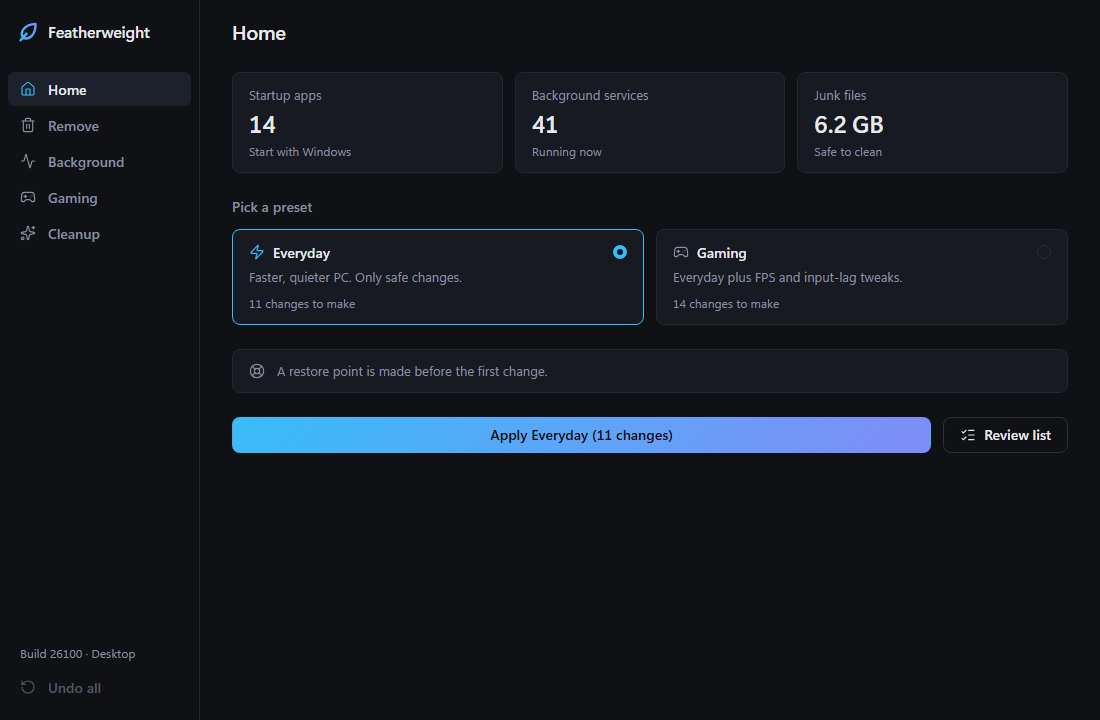 Featherweight
Home
Remove
Background
Gaming
Cleanup
Build 26100 · Desktop
Undo all
Home
Startup apps
14
Start with Windows
Background services
41
Running now
Junk files
6.2 GB
Safe to clean
Pick a preset
Everyday
Faster, quieter PC. Only safe changes.
11 changes to make
Gaming
Everyday plus FPS and input-lag tweaks.
14 changes to make
A restore point is made before the first change.
Apply Everyday (11 changes)
Review list